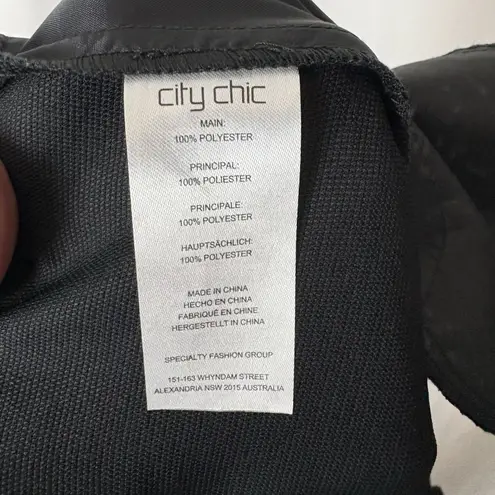 city chic
MAIN:
100% POLYESTER
PRINCIPAL:
100% POLIESTER
PRINCIPALE:
100% POLYESTER
HAUPTSÄCHLICH:
100% POLYESTER
MADE IN CHINA
HECHO EN CHINA
FABRIQUÉ EN CHINE
HERGESTELLT IN CHINA
SPECIALTY FASHION GROUP
151-163 WHYNDAM STREET
ALEXANDRIA NSW 2015 AUSTRALIA